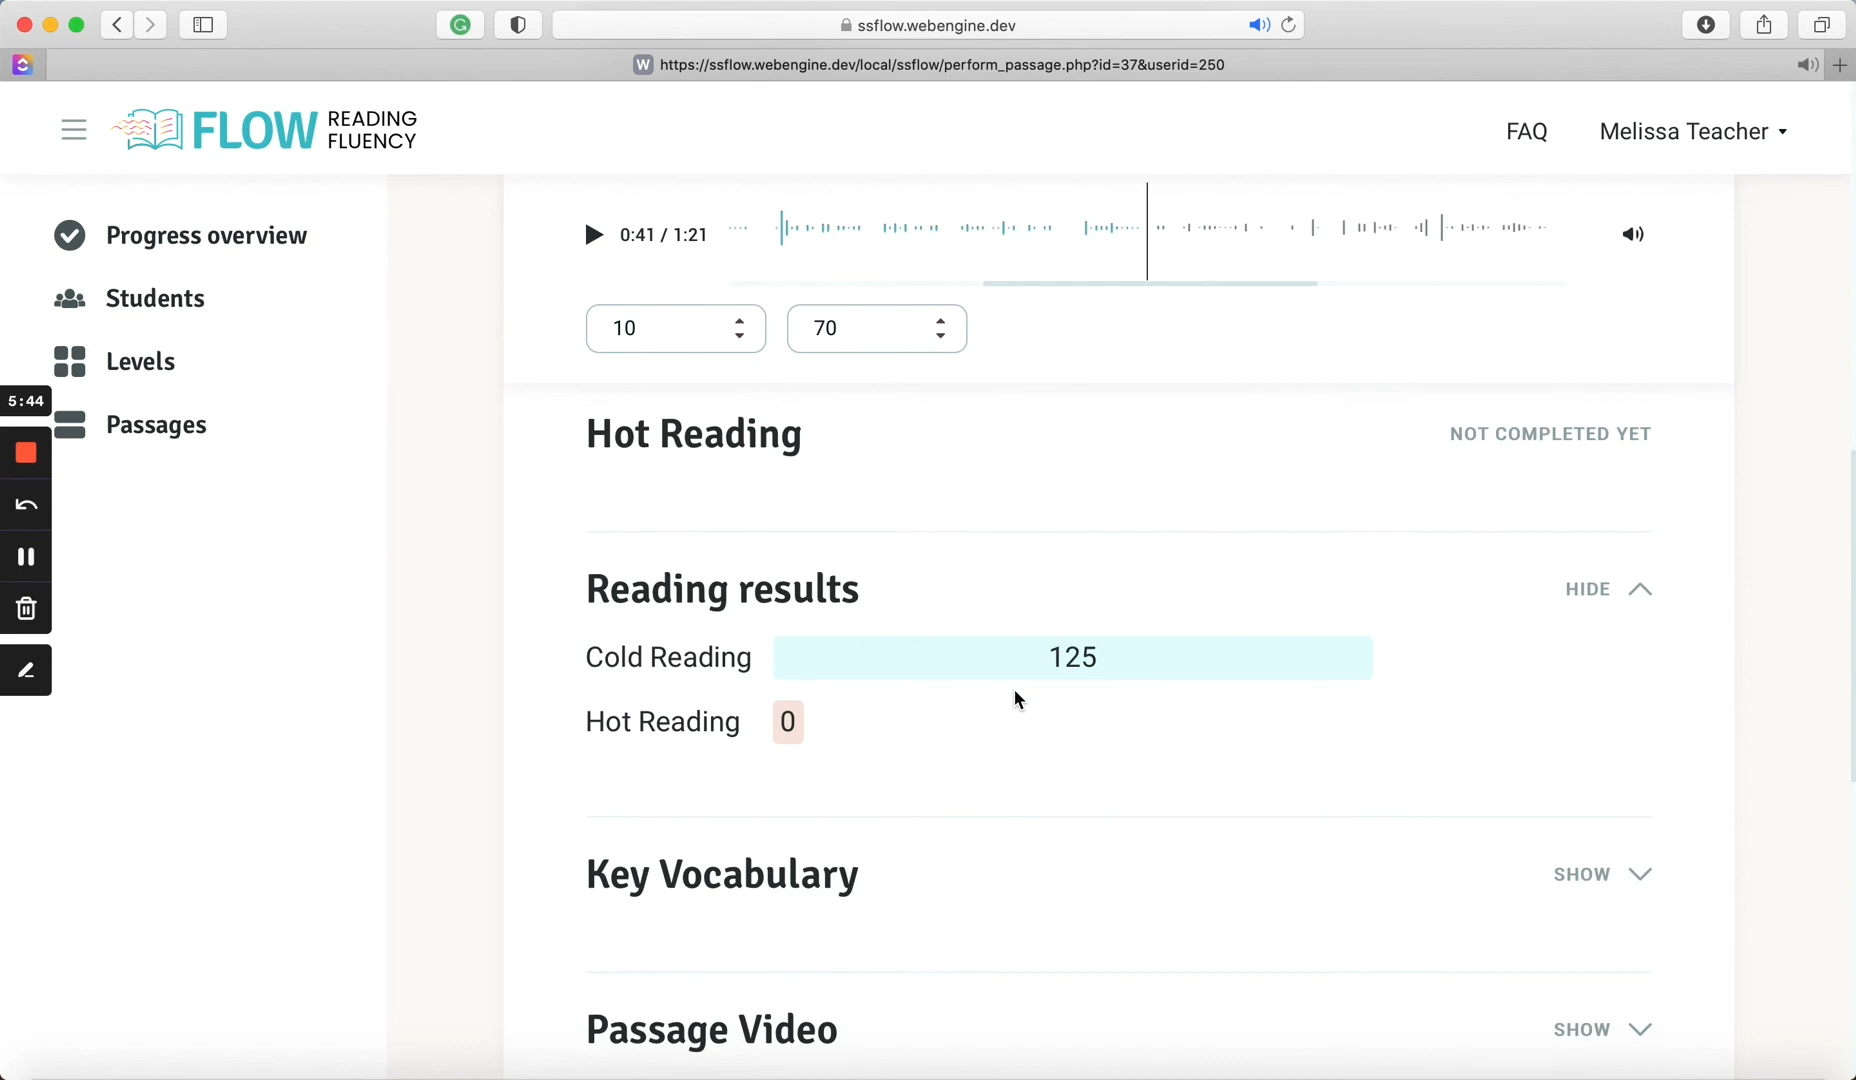 ssflow.webengine.dev
W https://ssflow.webengine.dev/local/ssflow/perform_passage.php?id=37&userid=250
FLOW READING FLUENCY
FAQ
Melissa Teacher
Progress overview
Students
Levels
Passages
5:44
0:41 / 1:21
10
70
Hot Reading
NOT COMPLETED YET
Reading results
HIDE
Cold Reading
125
Hot Reading
0
Key Vocabulary
SHOW
Passage Video
SHOW